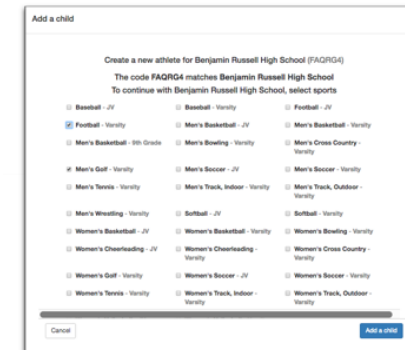 Add a child
Create a new athlete for Benjamin Russell High School (FAQRG4)
The code FAQRG4 matches Benjamin Russell High School
To continue with Benjamin Russell High School, select sports
Baseball - JV Baseball - Varsity Football - JV
Football - Varsity Men's Basketball - JV Men's Basketball - Varsity
Men's Basketball - 9th Grade Men's Bowling - Varsity Men's Cross Country -
Varsity
Men's Golf - Varsity Men's Soccer - JV Men's Soccer - Varsity
Men's Tennis - Varsity Men's Track, Indoor - Varsity Men's Track, Outdoor -
Varsity
Men's Wrestling - Varsity Softball - JV Softball - Varsity
Women's Basketball - JV Women's Basketball - Varsity Women's Bowling - Varsity
Women's Cheerleading - JV Women's Cheerleading - Women's Cross Country -
Varsity Varsity
Women's Golf - Varsity Women's Soccer - JV Women's Soccer - Varsity
Women's Tennis - Varsity Women's Track, Indoor - Women's Track, Outdoor -
Varsity Varsity
Cancel Add a child